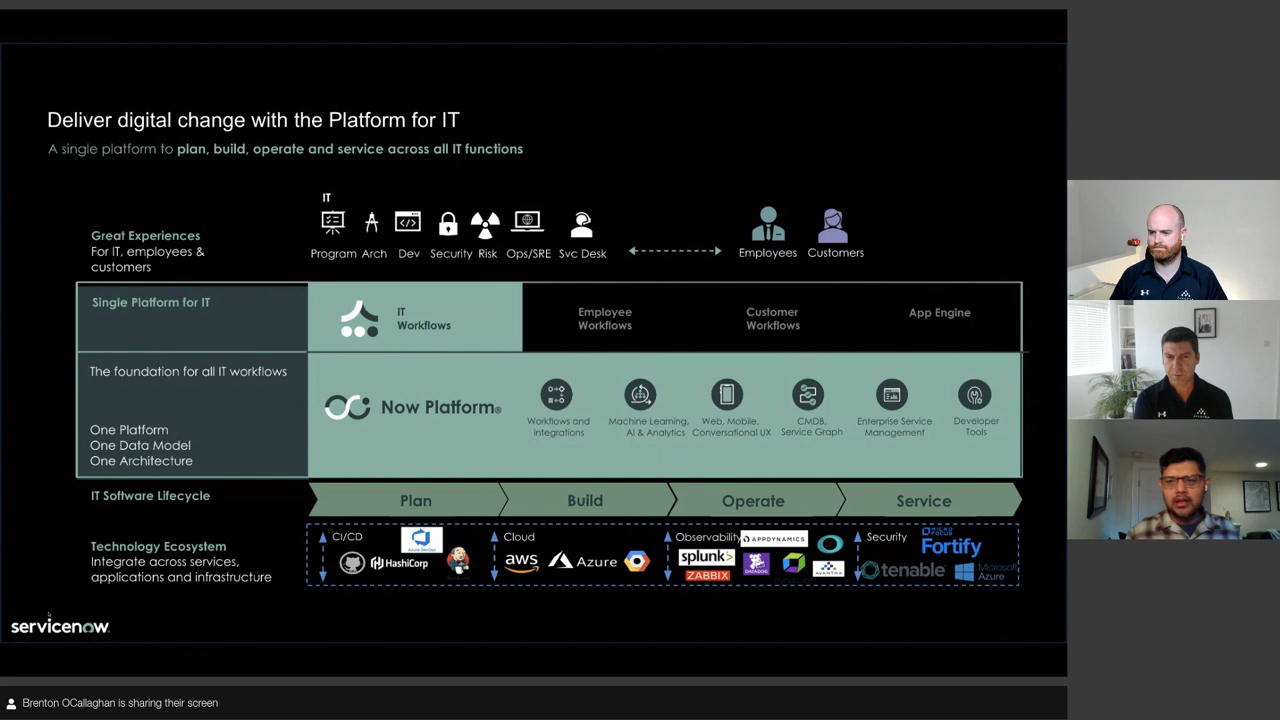 Deliver digital change with the Platform for IT
A single platform to plan, build, operate and service across all IT functions
IT
Great Experiences
For IT, employees &
customers
Program Arch Dev Security Risk Ops/SRE Svc Desk
Employees Customers
Single Platform for IT
IT
Workflows
Employee
Workflows
Customer
Workflows
App Engine
The foundation for all IT workflows
One Platform
One Data Model
One Architecture
Now Platform®
Workflows and
integrations
Machine Learning,
AI & Analytics
Web, Mobile,
Conversational UX
CMDB,
Service Graph
Enterprise Service
Management
Developer
Tools
IT Software Lifecycle
Plan
Build
Operate
Service
Technology Ecosystem
Integrate across services,
applications and infrastructure
CI/CD
Azure DevOps
HashiCorp
Cloud
aws
Azure
Observability
APPDYNAMICS
splunk>
ZABBIX
DATADOG
AVANTRA
Security
MICRO
FOCUS
Fortify
tenable
Microsoft
Azure
servicenow
Brenton OCallaghan is sharing their screen